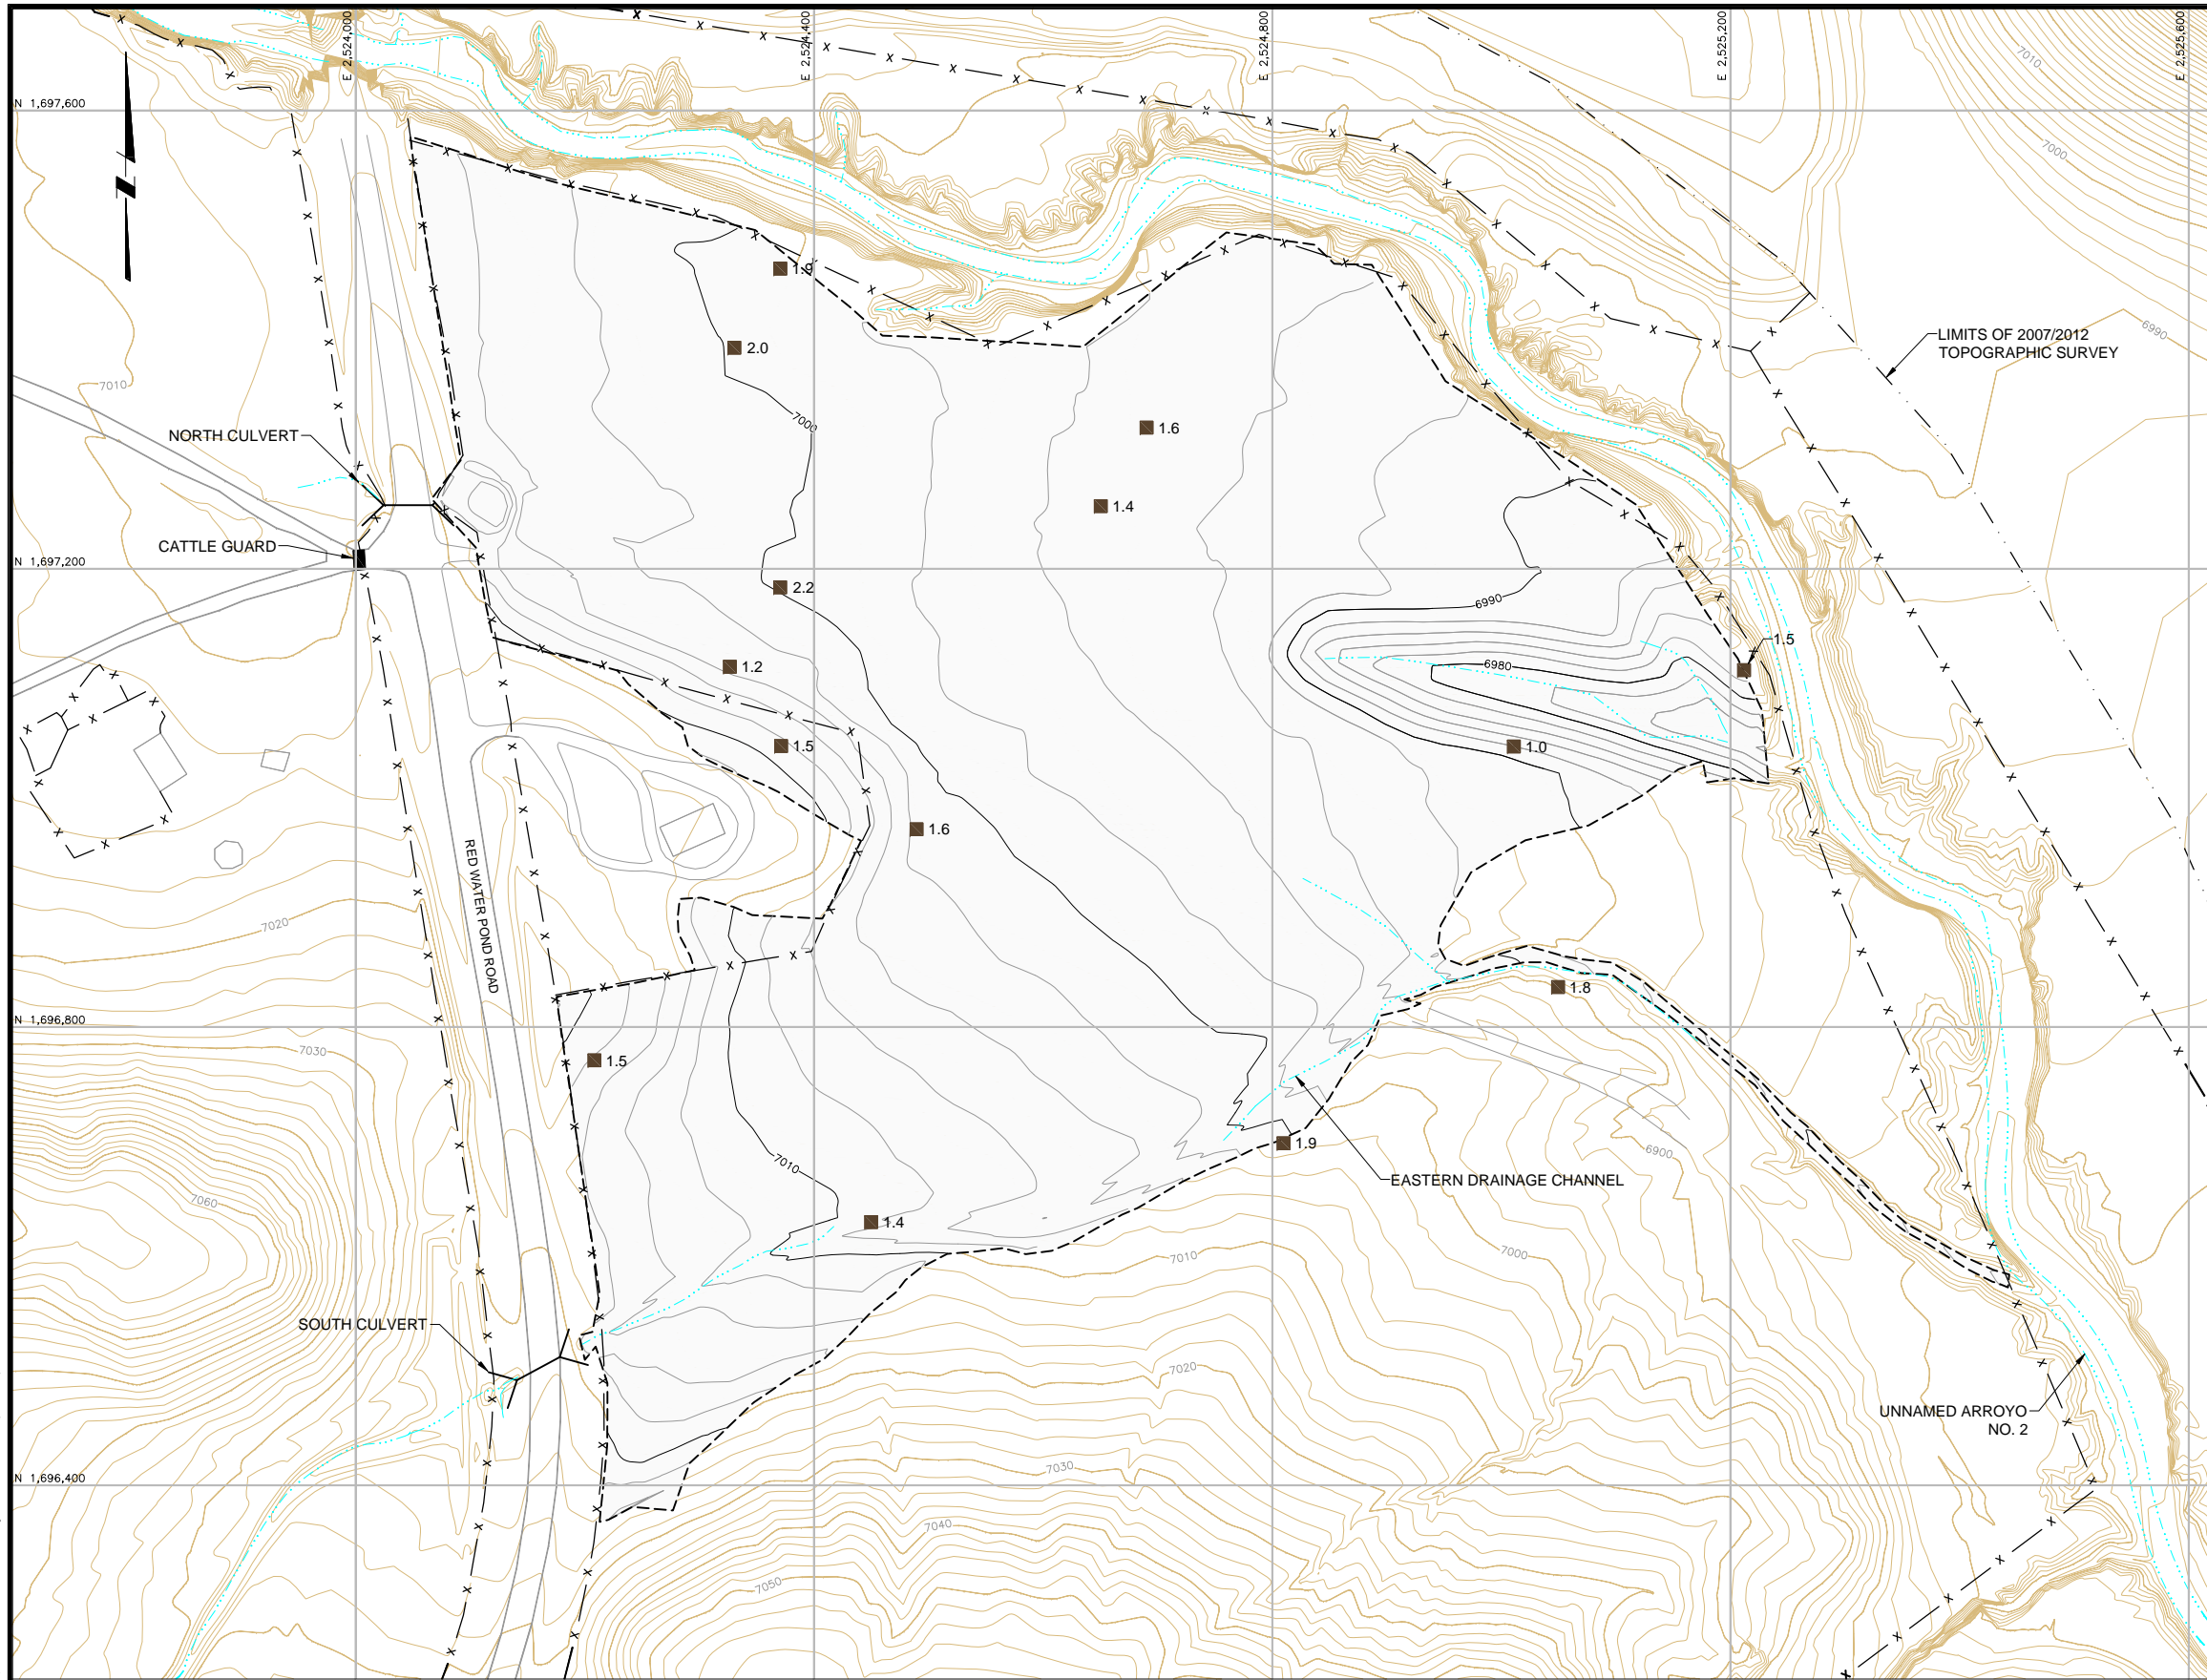 E 2,524,000
E 2,524,400
E 2,524,800
E 2,525,200
E 2,525,600
7010
N 1,697,600
7000
N
1.9
6990
LIMITS OF 2007/2012
TOPOGRAPHIC SURVEY
2.0
7010
7000
1.6
NORTH CULVERT
1.4
CATTLE GUARD
N 1,697,200
2.2
6990
1.5
1.2
6980
1.5
1.0
1.6
RED WATER POND ROAD
7020
1.8
N 1,696,800
7030
1.5
1.9
6900
7010
EASTERN DRAINAGE CHANNEL
7060
1.4
7010
7000
SOUTH CULVERT
7020
UNNAMED ARROYO
NO. 2
7030
N 1,696,400
7040
7050